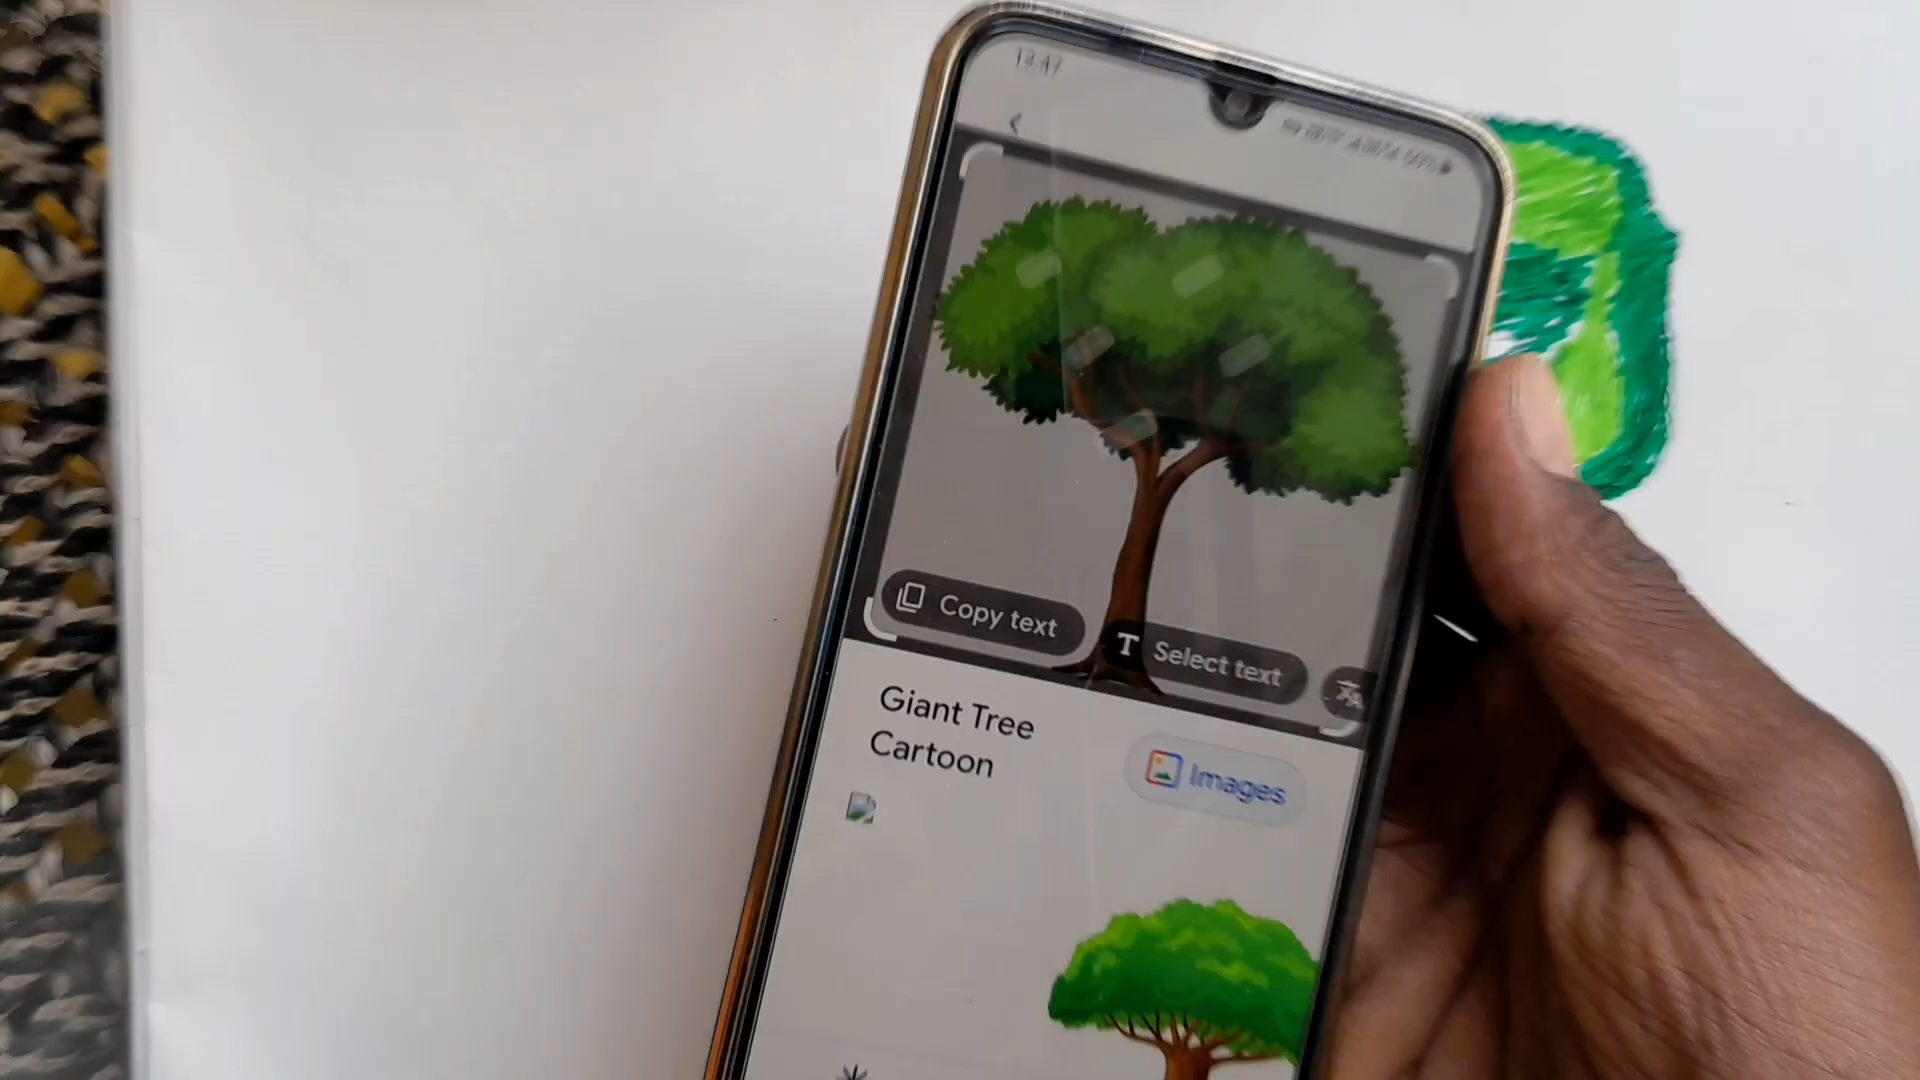 Copy text
T Select text
Giant Tree
Cartoon
Images